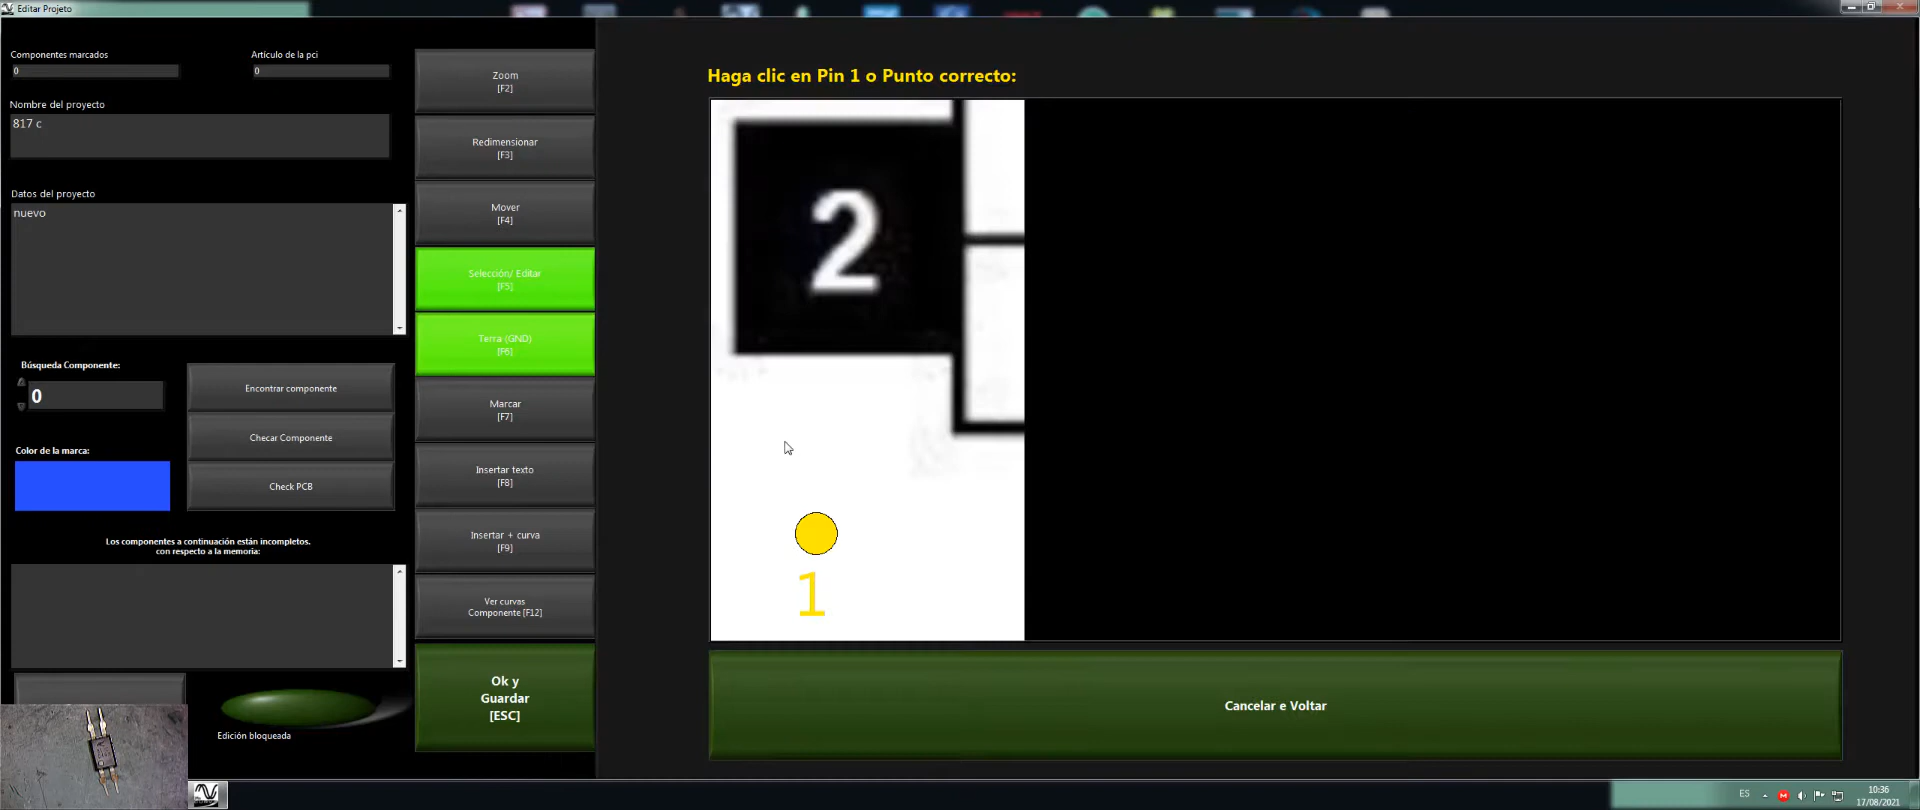 Editar Projeto
Componentes marcados
0
Artículo de la pci
0
Nombre del proyecto
817 c
Datos del proyecto
nuevo
Búsqueda Componente:
0
Encontrar componente
Checar Componente
Color de la marca:
Check PCB
Los componentes a continuación están incompletos.
con respecto a la memoria:
Edición bloqueada
Zoom
[F2]
Redimensionar
[F3]
Mover
[F4]
Selección/ Editar
[F5]
Terra (GND)
[F6]
Marcar
[F7]
Insertar texto
[F8]
Insertar + curva
[F9]
Ver curvas
Componente [F12]
Ok y
Guardar
[ESC]
Haga clic en Pin 1 o Punto correcto:
2
1
Cancelar e Voltar
ES
10:36
17/08/2021